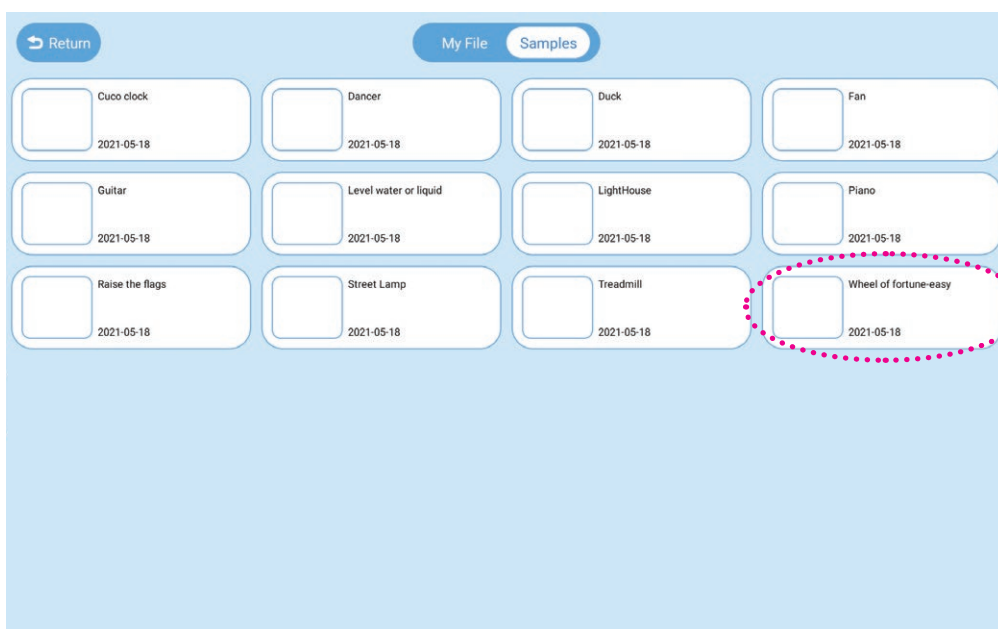 Return
My File Samples
Cuco clock
2021-05-18
Dancer
2021-05-18
Duck
2021-05-18
Fan
2021-05-18
Guitar
2021-05-18
Level water or liquid
2021-05-18
LightHouse
2021-05-18
Piano
2021-05-18
Raise the flags
2021-05-18
Street Lamp
2021-05-18
Treadmill
2021-05-18
Wheel of fortune-easy
2021-05-18